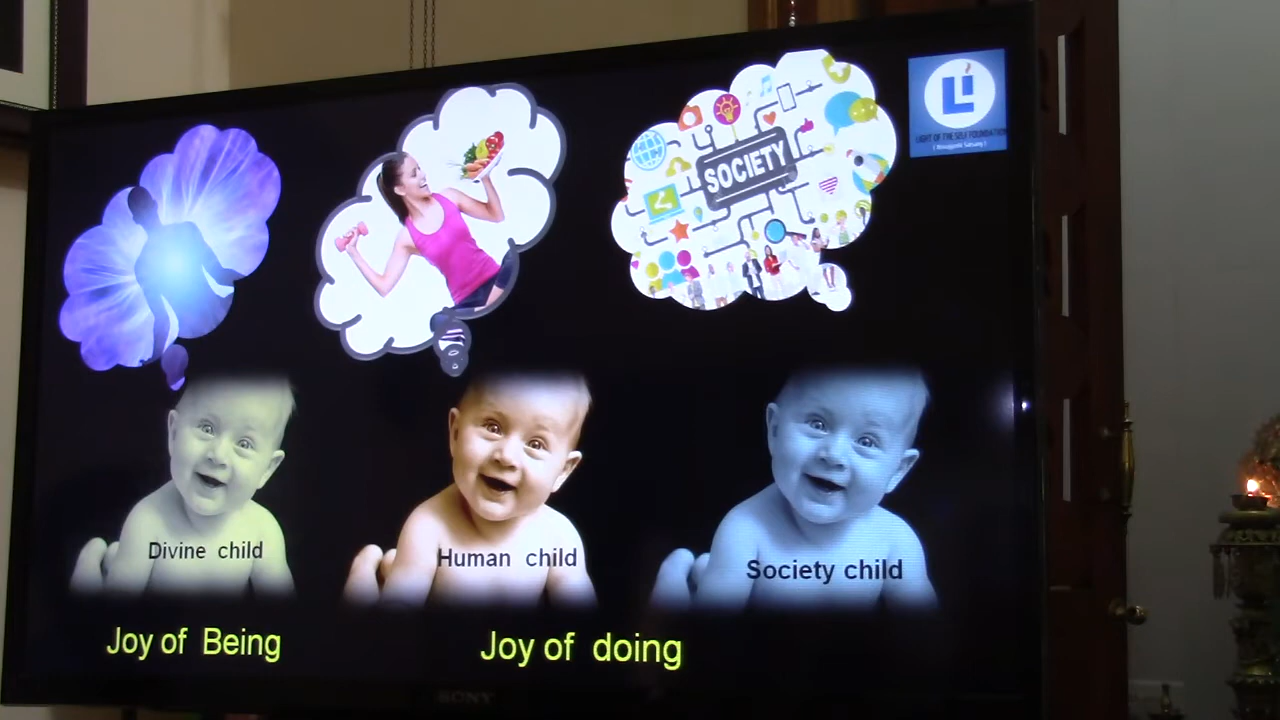 SOCIETY
LI
LIGHT OF THE SELF FOUNDATION
Divine child
Human child
Society child
Joy of Being
Joy of doing
SONY